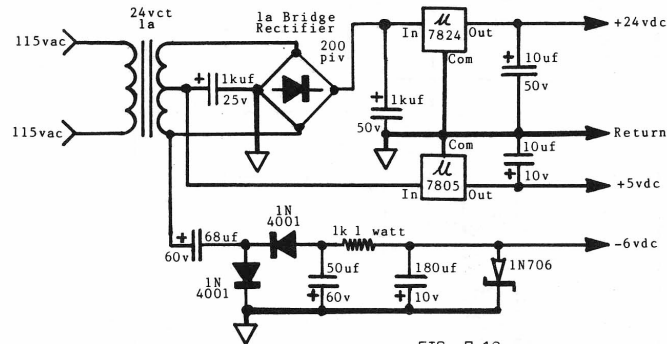 24vct
1a
1a Bridge
Rectifier
200
piv
115vac
115vac
+ 1kuf
25v
In
μ
7824
Out
Com
+24vdc
+ 1kuf
50v
+ 10uf
50v
Return
Com
μ
7805
In
Out
10uf
+ 10v
+5vdc
+ 68uf
60v
1N
4001
1N
4001
1k 1 watt
50uf
+ 60v
180uf
+ 10v
1N706
-6vdc